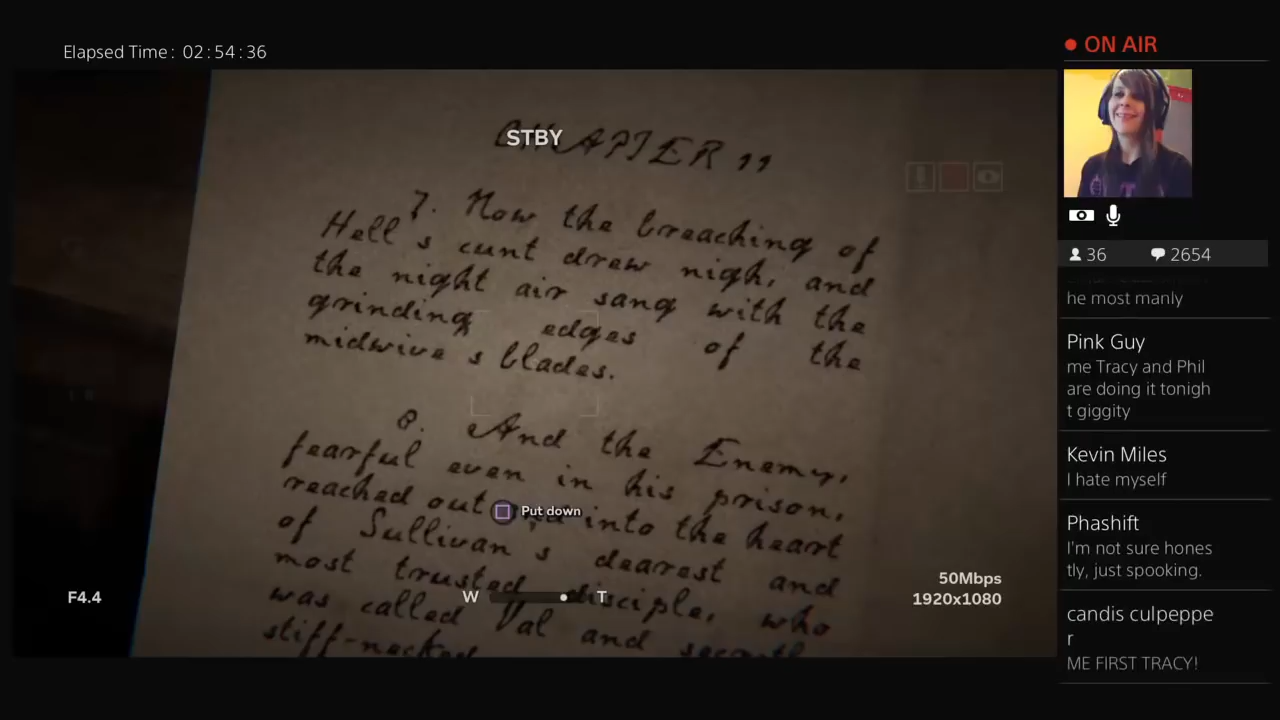 Elapsed Time: 02:54:36
ON AIR
STBY
CHAPTER 11
7. Now the breaching of
Hell s cunt drew nigh, and
the night air sang with the
grinding edges of the
midwive s blades.
8. And the Enemy,
fearful even in his prison,
reached out into the heart
Put down
of Sullivan s dearest and
most trusted disciple, who
was called Val and
stiff-necked
F4.4
W T
50Mbps
1920x1080
36 2654
he most manly
Pink Guy
me Tracy and Phil
are doing it tonigh
t giggity
Kevin Miles
I hate myself
Phashift
I'm not sure hones
tly, just spooking.
candis culpeppe
r
ME FIRST TRACY!